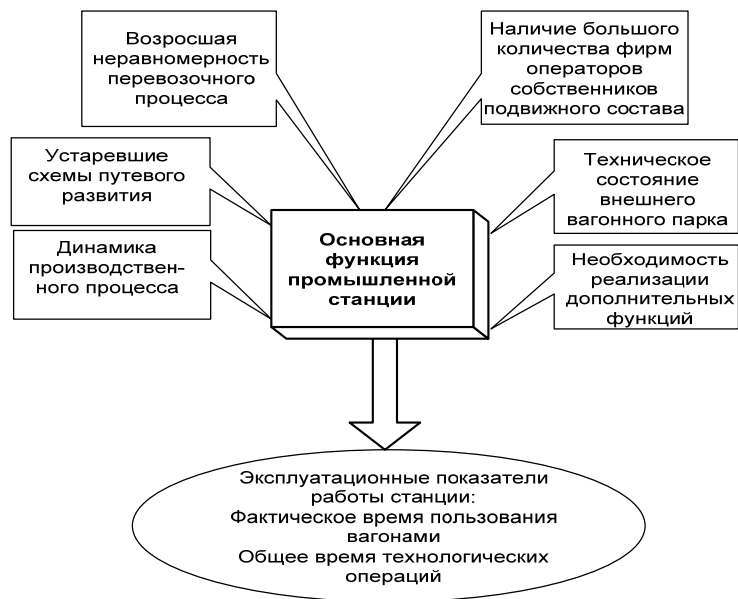 Возросшая
неравномерность
перевозочного
процесса
Наличие большого
количества фирм
операторов
собственников
подвижного состава
Устаревшие
схемы путевого
развития
Техническое
состояние
внешнего
вагонного парка
Динамика
производствен-
ного процесса
Основная
функция
промышленной
станции
Необходимость
реализации
дополнительных
функций
Эксплуатационные показатели
работы станции:
Фактическое время пользования
вагонами
Общее время технологических
операций